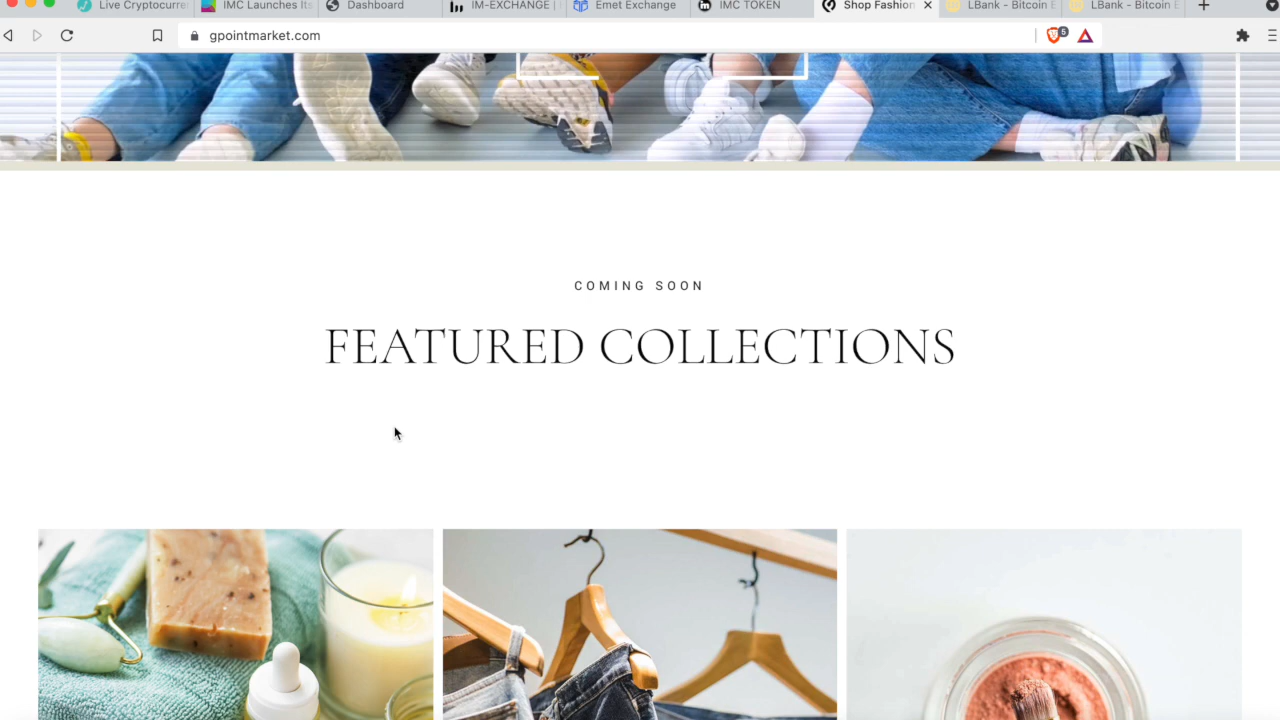 Live Cryptocurre
IMC Launches Its
Dashboard
IM-EXCHANGE |
Emet Exchange
IMC TOKEN
Shop Fashion
LBank - Bitcoin E
LBank - Bitcoin E
gpointmarket.com
5
COMING SOON
FEATURED COLLECTIONS